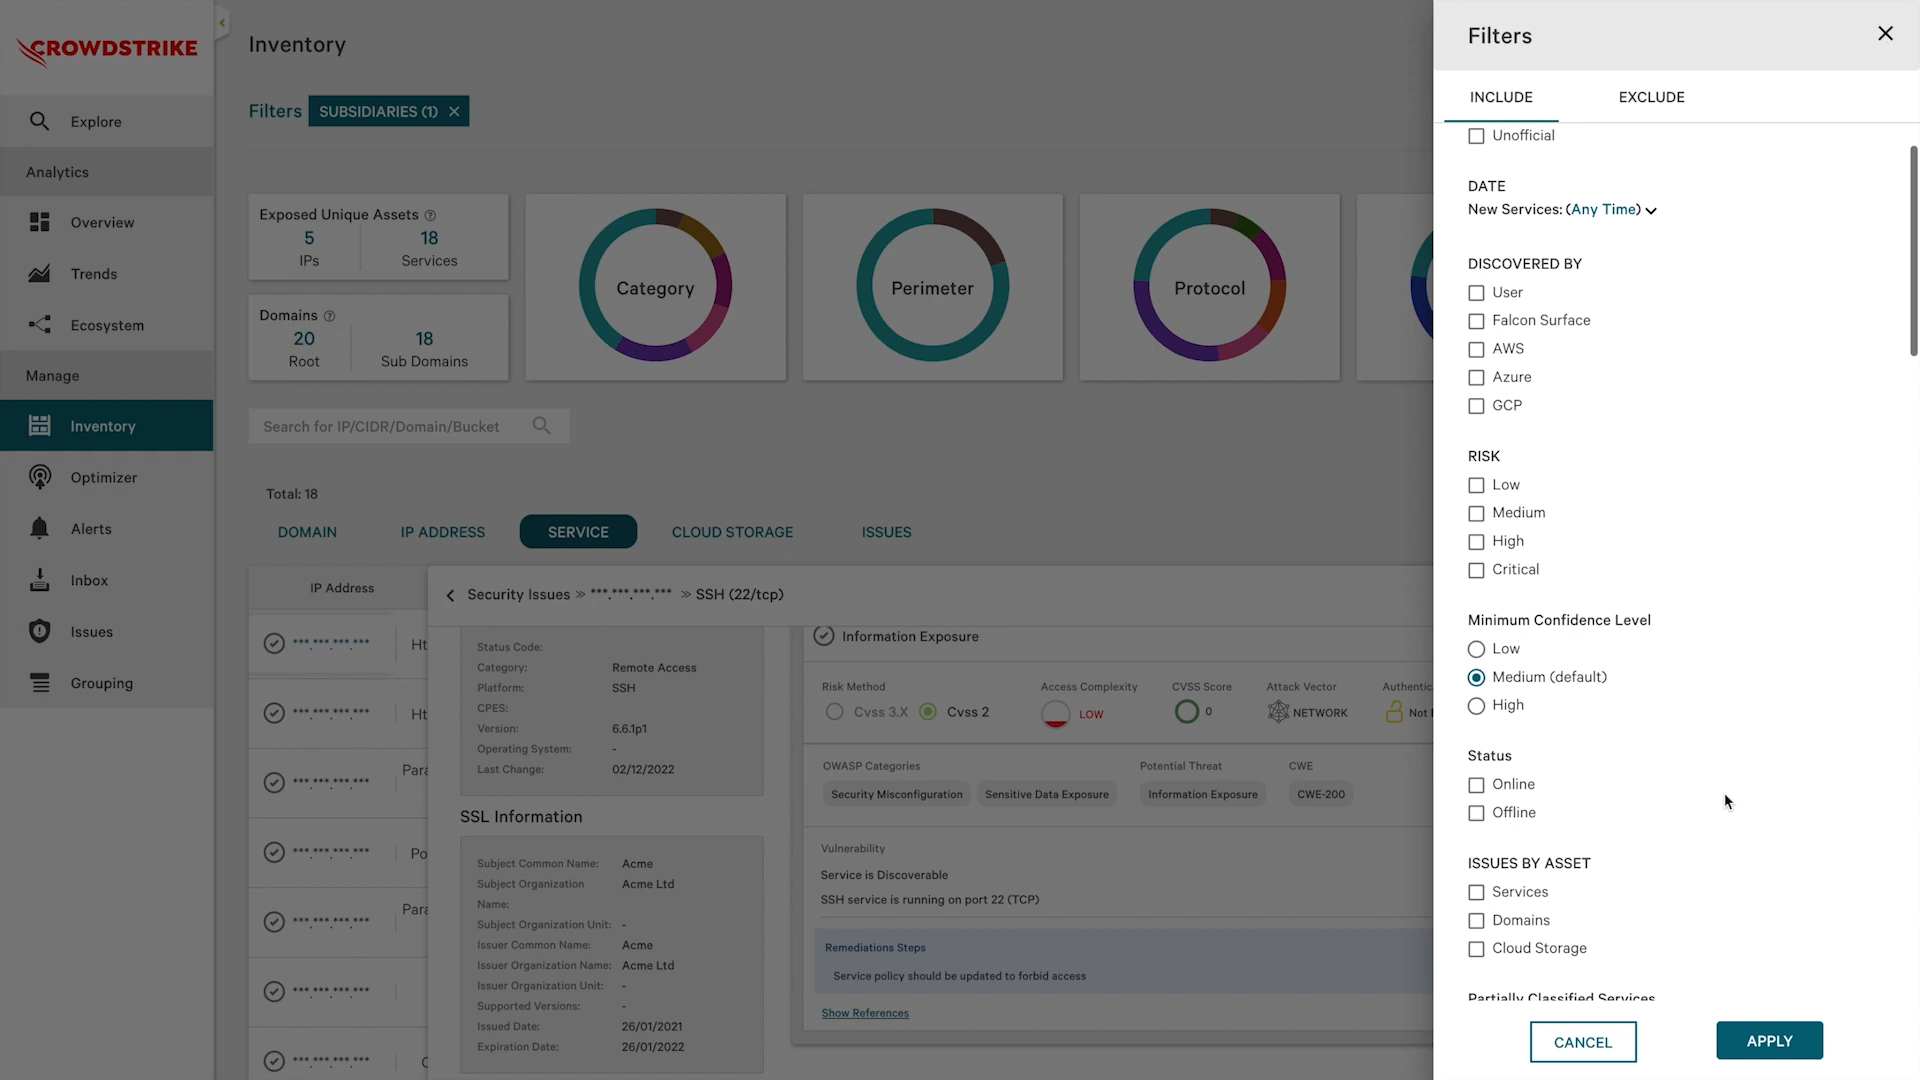 CROWDSTRIKE
Explore
Analytics
Overview
Trends
Ecosystem
Manage
Inventory
Optimizer
Alerts
Inbox
Issues
Grouping
Inventory
Filters SUBSIDIARIES (1)
Exposed Unique Assets
5 18
IPs Services
Domains
20 18
Root Sub Domains
Category
Perimeter
Protocol
Search for IP/CIDR/Domain/Bucket
Total: 18
DOMAIN IP ADDRESS SERVICE CLOUD STORAGE ISSUES
IP Address
***.***.***.*** Ht
***.***.***.*** Ht
***.***.***.*** Para
***.***.***.*** Po
***.***.***.*** Para
***.***.***.***
***.***.***.***
Security Issues » ***.***.***.*** » SSH (22/tcp)
Status Code:
Category: Remote Access
Platform: SSH
CPES:
Version: 6.6.1p1
Operating System: -
Last Change: 02/12/2022
SSL Information
Subject Common Name: Acme
Subject Organization Acme Ltd
Name:
Subject Organization Unit: -
Issuer Common Name: Acme
Issuer Organization Name: Acme Ltd
Issuer Organization Unit: -
Supported Versions: -
Issued Date: 26/01/2021
Expiration Date: 26/01/2022
Information Exposure
Risk Method Access Complexity CVSS Score Attack Vector Authentic
Cvss 3.X Cvss 2 LOW 0 NETWORK Not
OWASP Categories Potential Threat CWE
Security Misconfiguration Sensitive Data Exposure Information Exposure CWE-200
Vulnerability
Service is Discoverable
SSH service is running on port 22 (TCP)
Remediations Steps
Service policy should be updated to forbid access
Show References
Filters
INCLUDE EXCLUDE
Unofficial
DATE
New Services: (Any Time)
DISCOVERED BY
User
Falcon Surface
AWS
Azure
GCP
RISK
Low
Medium
High
Critical
Minimum Confidence Level
Low
Medium (default)
High
Status
Online
Offline
ISSUES BY ASSET
Services
Domains
Cloud Storage
Partially Classified Services
CANCEL APPLY